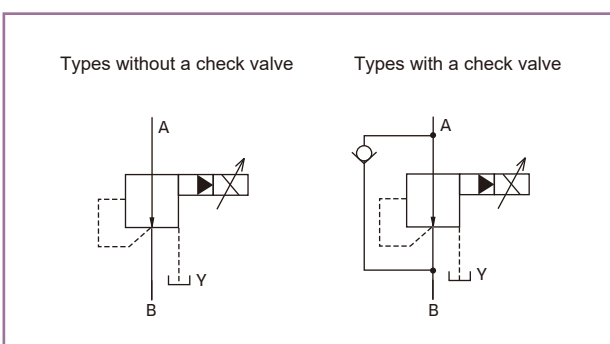 Types without a check valve
Types with a check valve
A
Y
B
A
Y
B